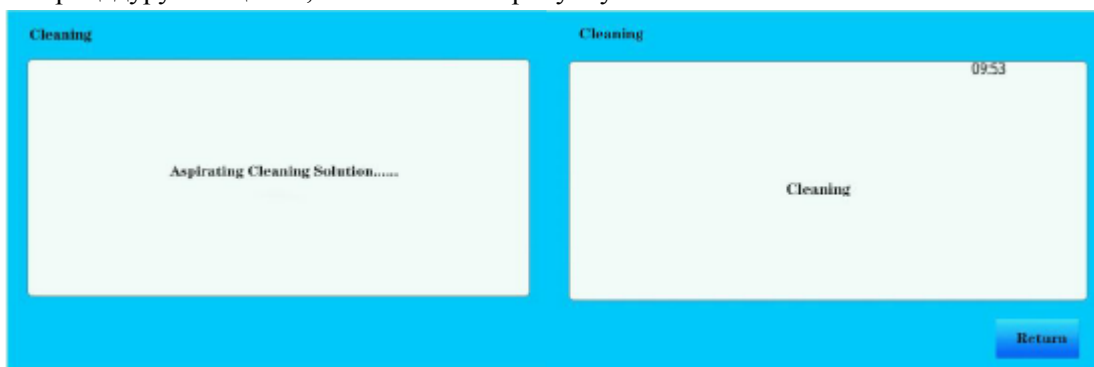 Cleaning
Aspirating Cleaning Solution......
Cleaning
09:53
Cleaning
Return